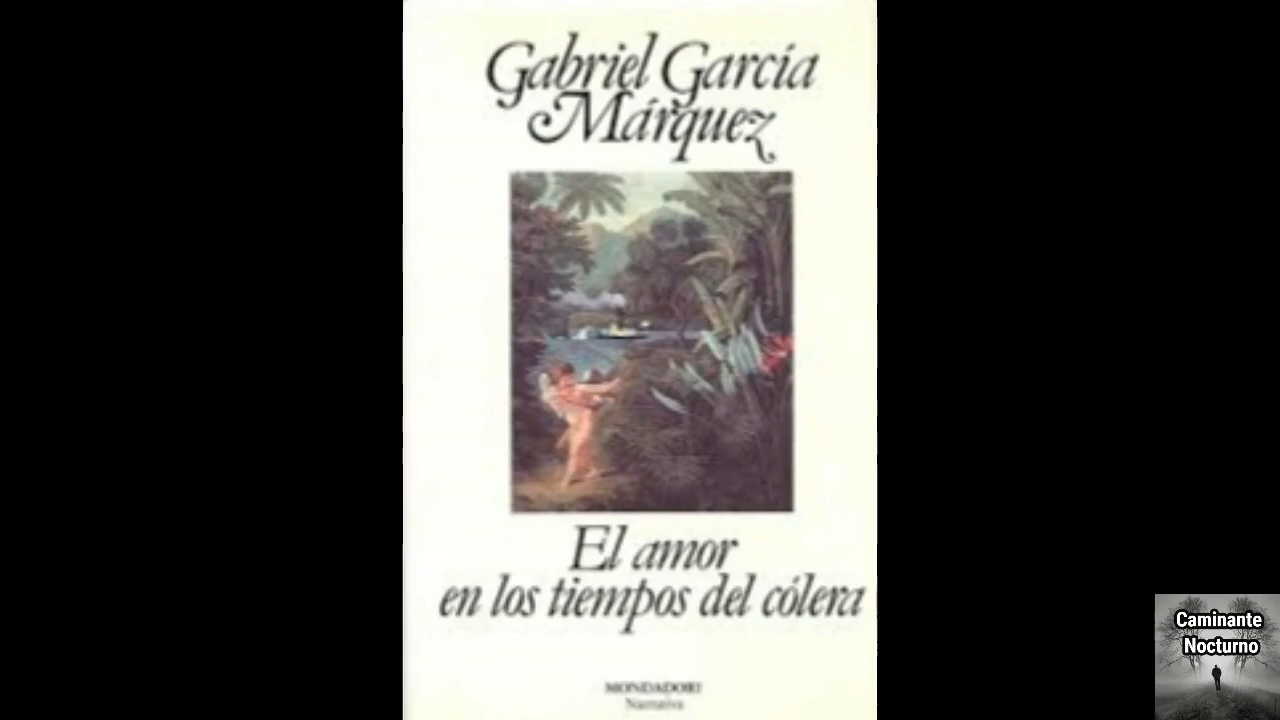 Gabriel García
Márquez
El amor
en los tiempos del cólera
MONDADORI
Narrativa
Caminante
Nocturno